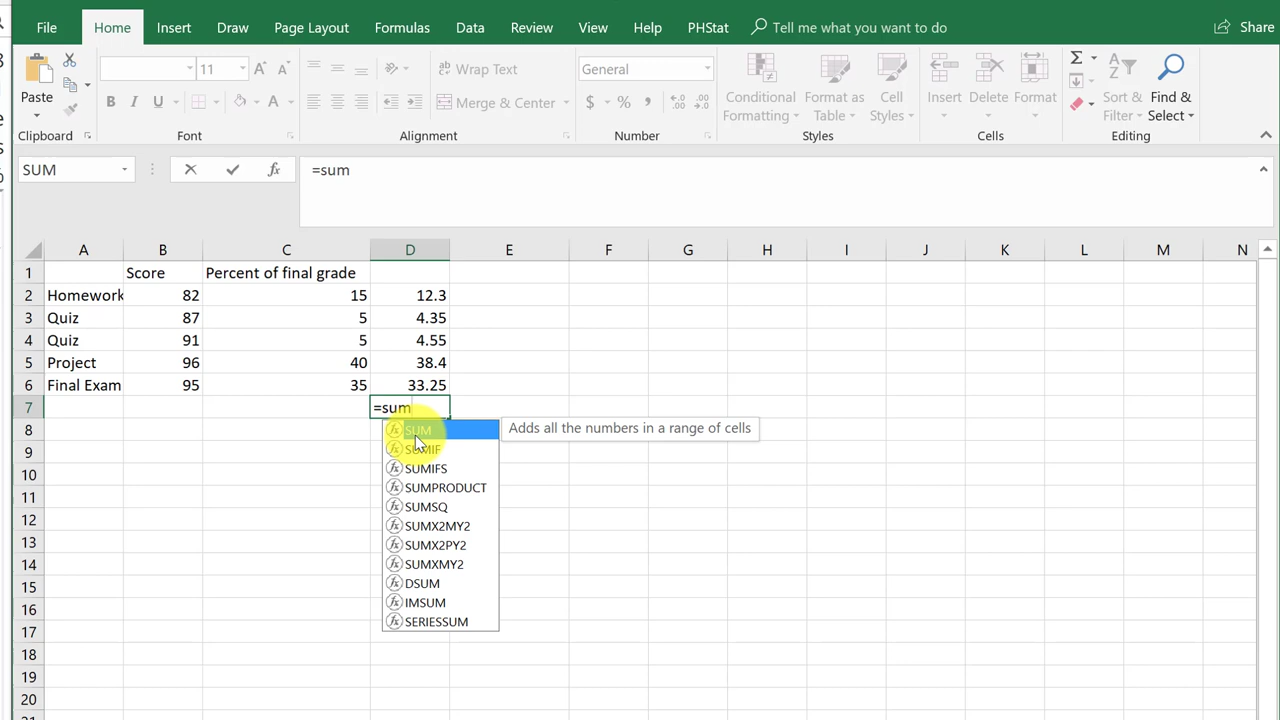 File Home Insert Draw Page Layout Formulas Data Review View Help PHStat Tell me what you want to do Share
11 Wrap Text General
Paste B I U Merge & Center $ % , Conditional Formatting Format as Table Cell Styles Insert Delete Format Sort & Filter Find & Select
Clipboard Font Alignment Number Styles Cells Editing
SUM fx =sum
A B C D E F G H I J K L M N
1 Score Percent of final grade
2 Homework 82 15 12.3
3 Quiz 87 5 4.35
4 Quiz 91 5 4.55
5 Project 96 40 38.4
6 Final Exam 95 35 33.25
7 =sum
8 SUM Adds all the numbers in a range of cells
9 SUMIF
10 SUMIFS
SUMPRODUCT
11 SUMSQ
12 SUMX2MY2
13 SUMX2PY2
14 SUMXMY2
15 DSUM
16 IMSUM
17 SERIESSUM
18
19
20